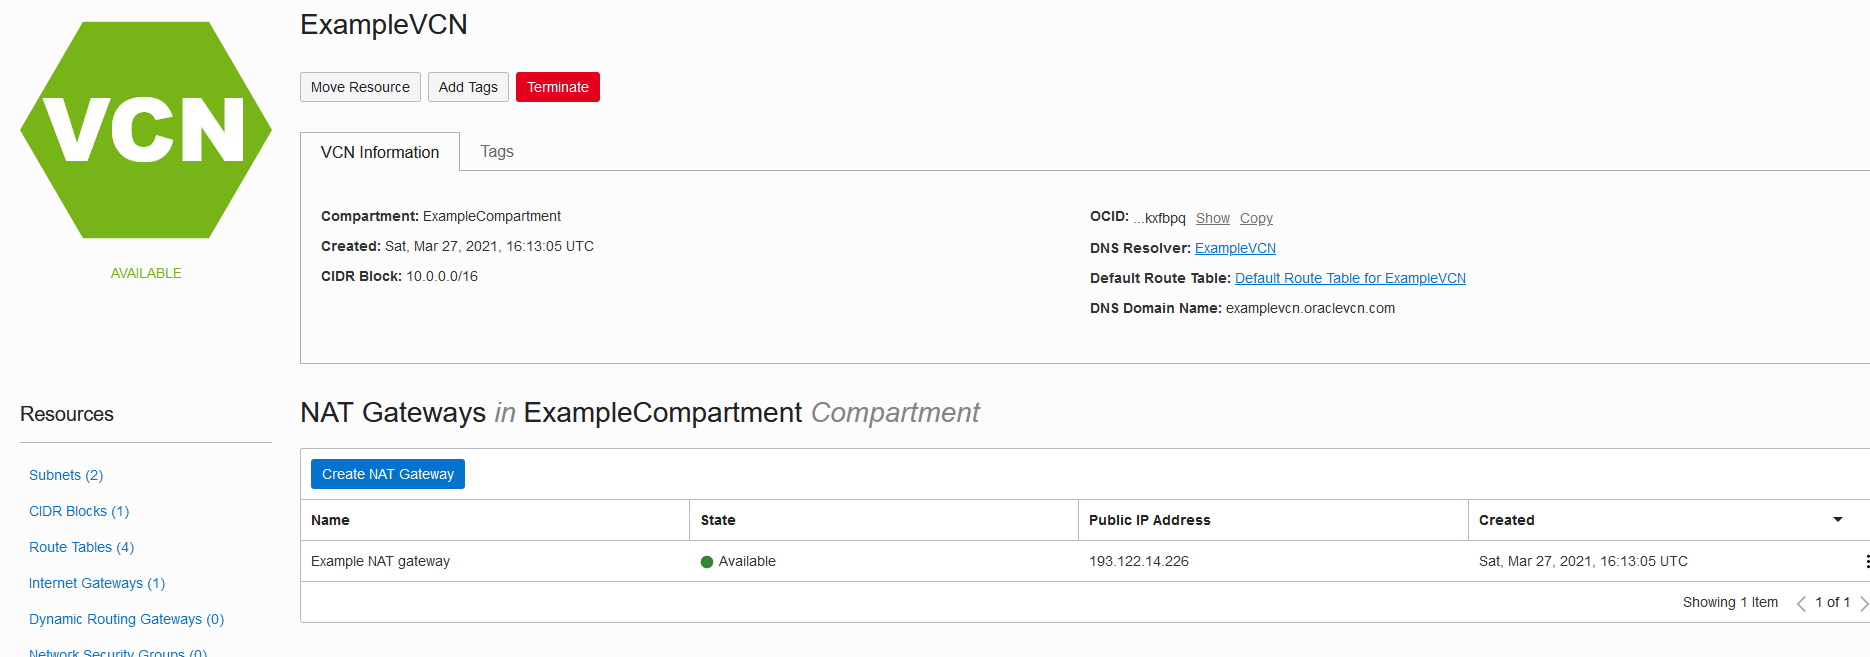 ExampleVCN
VCN
AVAILABLE
Move Resource Add Tags Terminate
VCN Information Tags
Compartment: ExampleCompartment
Created: Sat, Mar 27, 2021, 16:13:05 UTC
CIDR Block: 10.0.0.0/16
OCID: ...kxfbpq Show Copy
DNS Resolver: ExampleVCN
Default Route Table: Default Route Table for ExampleVCN
DNS Domain Name: examplevcn.oraclevcn.com
Resources
Subnets (2)
CIDR Blocks (1)
Route Tables (4)
Internet Gateways (1)
Dynamic Routing Gateways (0)
Network Security Groups (0)
NAT Gateways in ExampleCompartment Compartment
Create NAT Gateway
Name State Public IP Address Created
Example NAT gateway Available 193.122.14.226 Sat, Mar 27, 2021, 16:13:05 UTC
Showing 1 Item 1 of 1